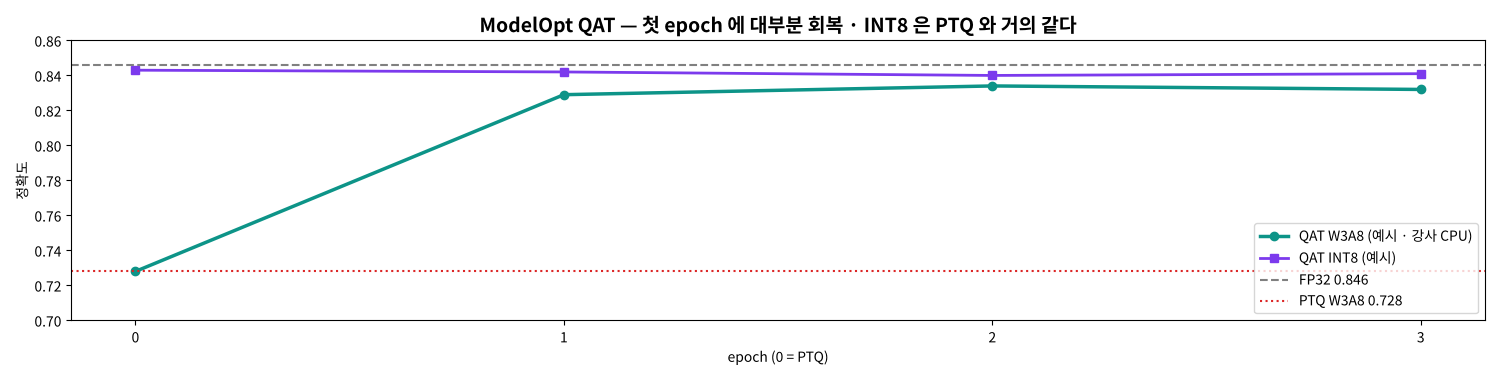 ModelOpt QAT — 첫 epoch 에 대부분 회복 · INT8 은 PTQ 와 거의 같다
정확도
0.86
0.84
0.82
0.80
0.78
0.76
0.74
0.72
0.70
QAT W3A8 (예시 · 강사 CPU)
QAT INT8 (예시)
FP32 0.846
PTQ W3A8 0.728
0
1
2
3
epoch (0 = PTQ)